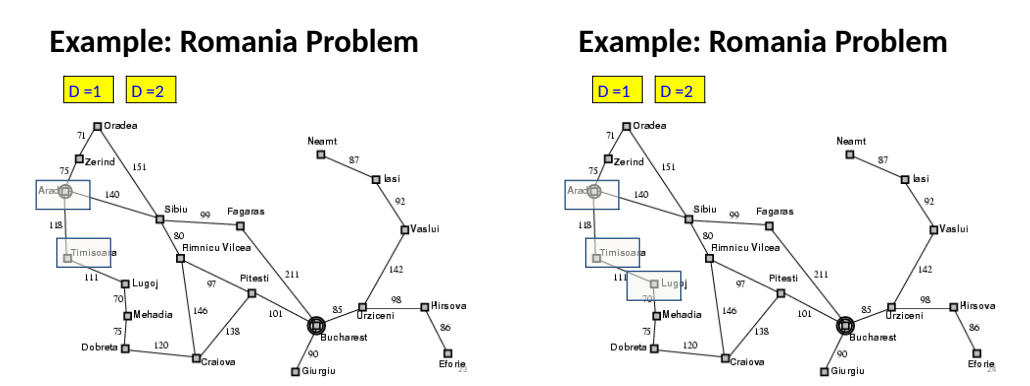 Example: Romania Problem
D =1 D =2
Oradea
71
Neamt
Zerind
151
87
75
Iasi
Arad
140
92
Sibiu
99
Fagaras
118
Vaslui
80
Timisoara
Rimnicu Vilcea
142
111
Lugoj
97
Pitesti
211
70
98
Hirsova
146
101
85
Urziceni
Mehadia
75
138
86
Bucharest
Dobreta
120
90
Craiova
Eforie
Giurgiu
23
Example: Romania Problem
D =1 D =2
Oradea
71
Neamt
Zerind
151
87
75
Iasi
Arad
140
92
Sibiu
99
Fagaras
118
Vaslui
80
Timisoara
Rimnicu Vilcea
142
111
Lugoj
97
Pitesti
211
70
98
Hirsova
146
101
85
Urziceni
Mehadia
75
138
86
Bucharest
Dobreta
120
90
Craiova
Eforie
Giurgiu
24